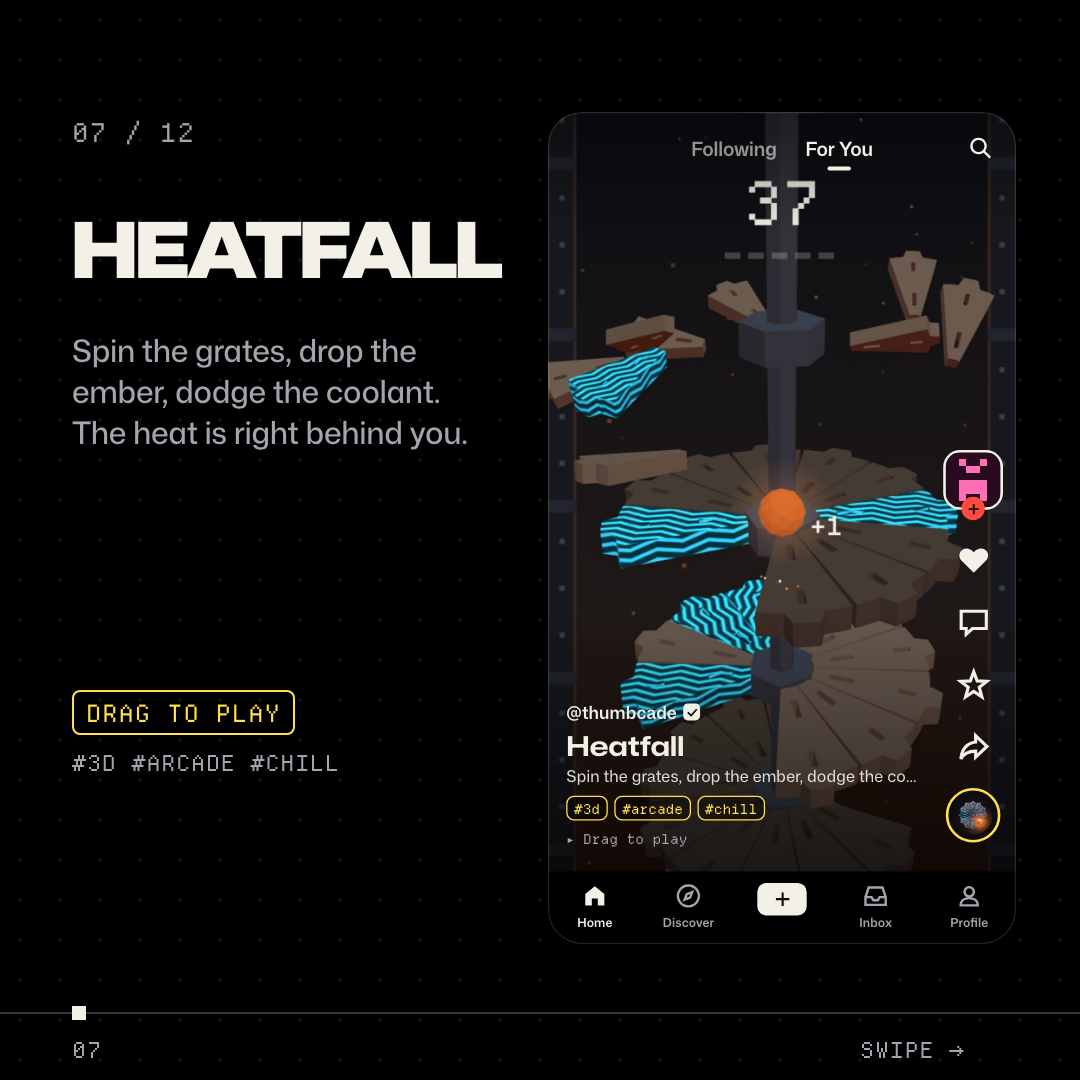 07 / 12
HEATFALL
Spin the grates, drop the
ember, dodge the coolant.
The heat is right behind you.
DRAG TO PLAY
#3D #ARCADE #CHILL
Following For You
37
+1
@thumbcade
Heatfall
Spin the grates, drop the ember, dodge the co...
#3d #arcade #chill
▸ Drag to play
Home Discover Inbox Profile
07
SWIPE →